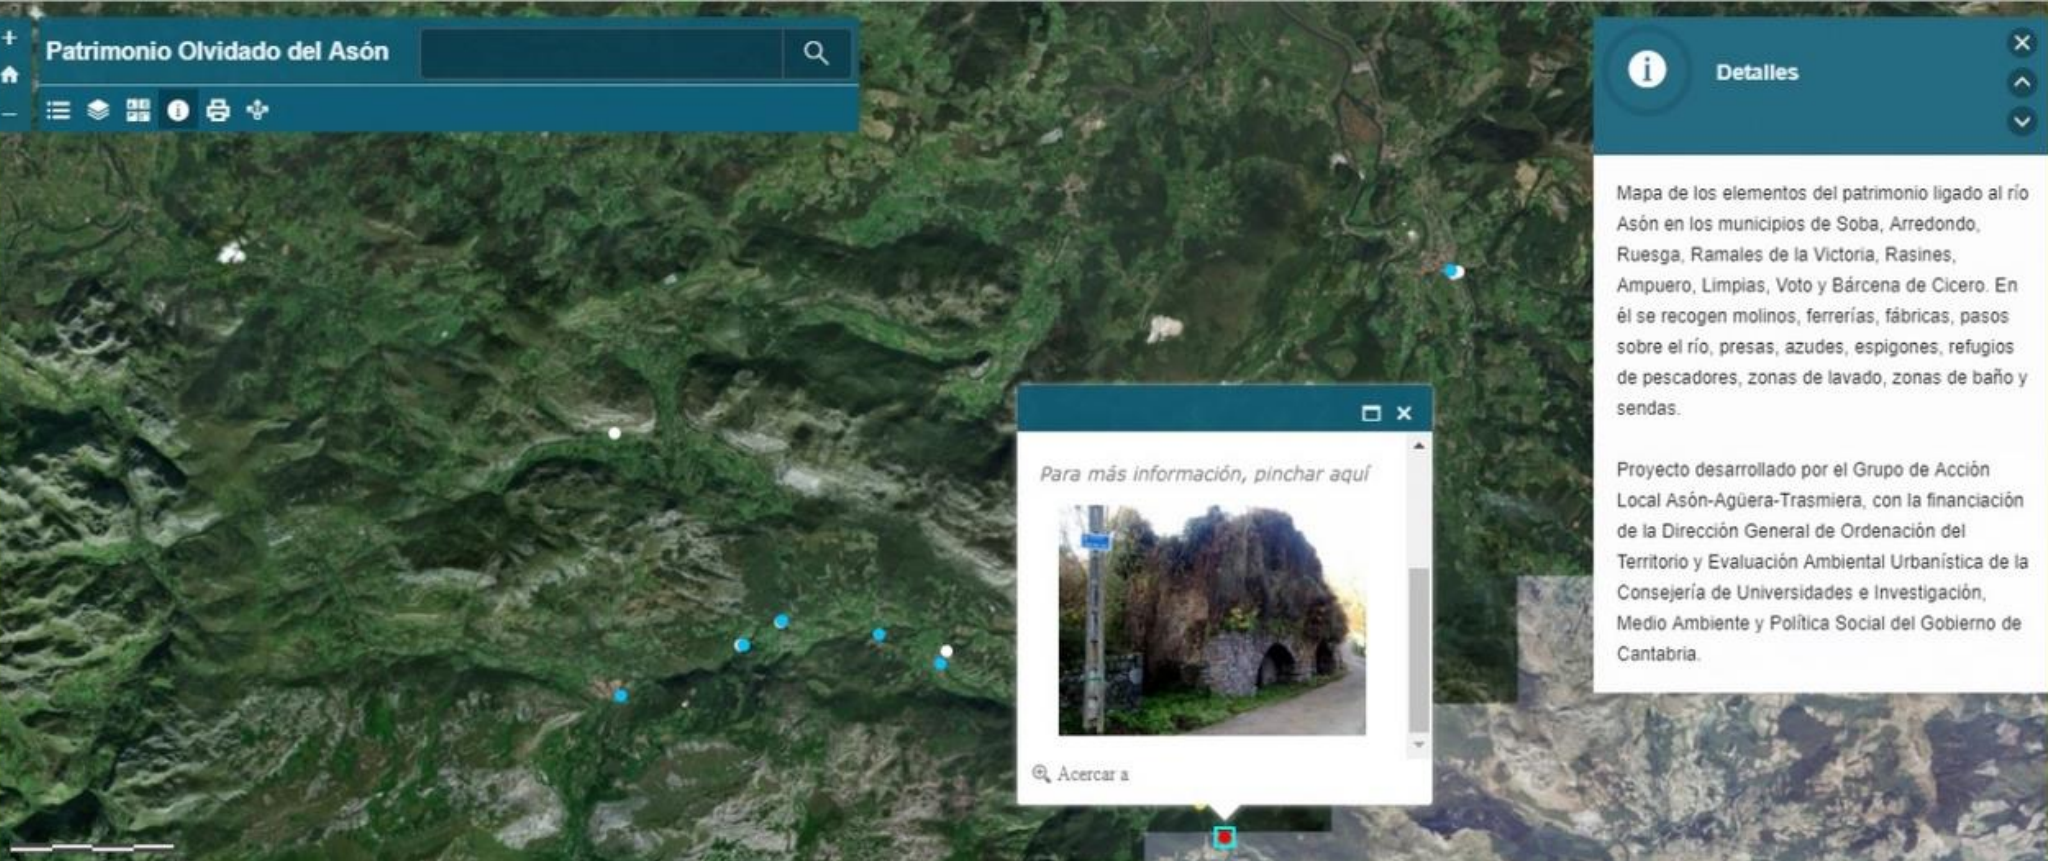 Patrimonio Olvidado del Asón
Detalles
Mapa de los elementos del patrimonio ligado al río
Asón en los municipios de Soba, Arredondo,
Ruesga, Ramales de la Victoria, Rasines,
Ampuero, Limpias, Voto y Bárcena de Cicero. En
él se recogen molinos, ferrerías, fábricas, pasos
sobre el río, presas, azudes, espigones, refugios
de pescadores, zonas de lavado, zonas de baño y
sendas.
Proyecto desarrollado por el Grupo de Acción
Local Asón-Agüera-Trasmiera, con la financiación
de la Dirección General de Ordenación del
Territorio y Evaluación Ambiental Urbanística de la
Consejería de Universidades e Investigación,
Medio Ambiente y Política Social del Gobierno de
Cantabria.
Para más información, pinchar aquí
Acercar a